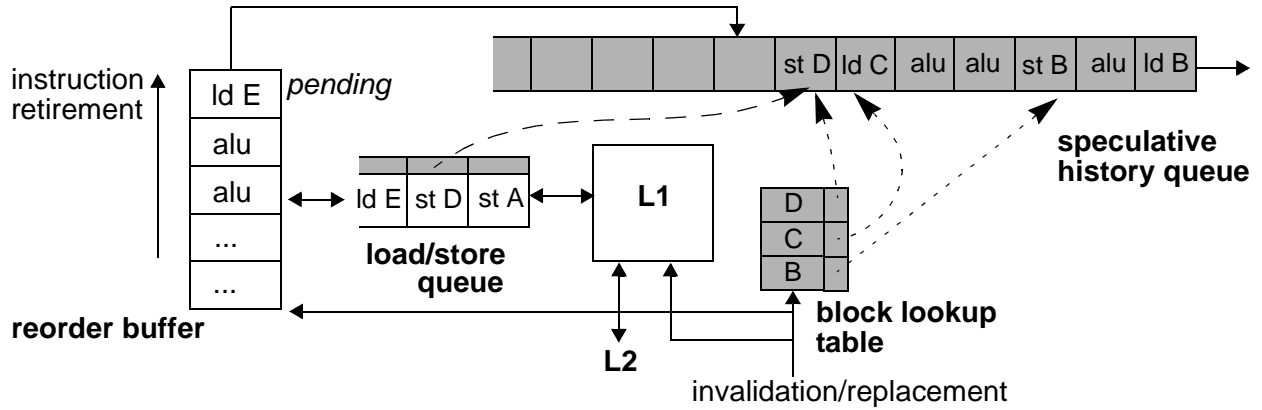 st D ld C alu alu st B alu ld B
instruction
retirement
ld E
pending
alu
alu
...
...
ld E st D st A
load/store
queue
L1
L2
D
C
B
speculative
history queue
reorder buffer
block lookup
table
invalidation/replacement